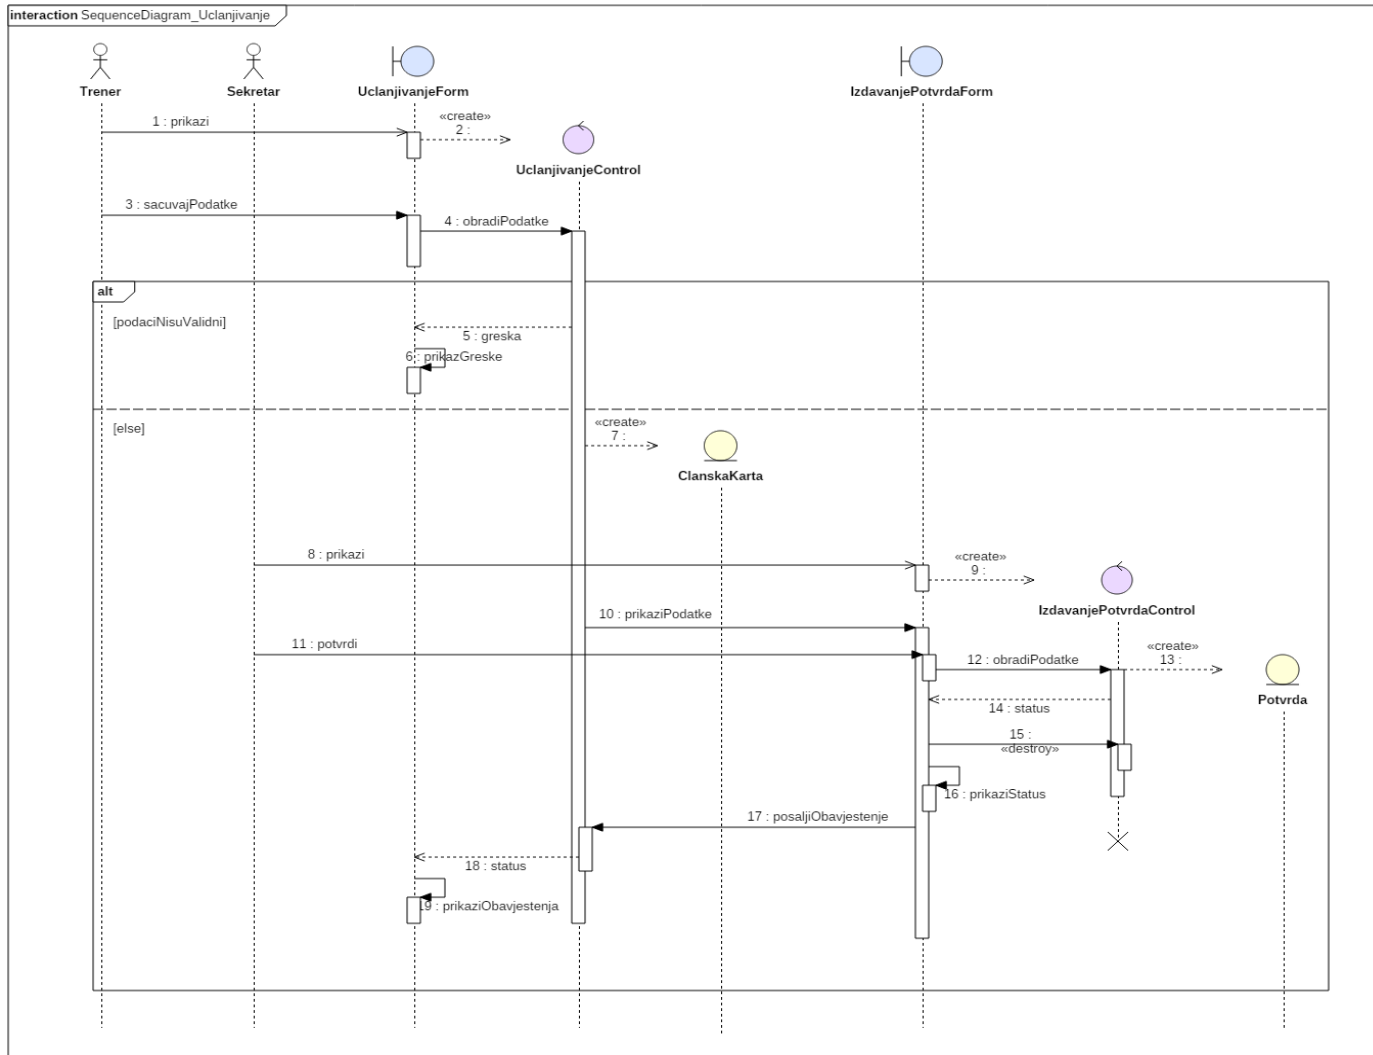 interaction SequenceDiagram_Uclanjivanje
Trener
Sekretar
UclanjivanjeForm
IzdavanjePotvrdaForm
1 : prikazi
«create»
2 :
UclanjivanjeControl
3 : sacuvajPodatke
4 : obradiPodatke
alt
[podaciNisuValidni]
5 : greska
6 : prikazGreske
[else]
«create»
7 :
ClanskaKarta
8 : prikazi
«create»
9 :
IzdavanjePotvrdaControl
10 : prikaziPodatke
11 : potvrdi
12 : obradiPodatke
«create»
13 :
Potvrda
14 : status
15 :
«destroy»
16 : prikaziStatus
17 : posaljiObavjestenje
18 : status
19 : prikaziObavjestenja